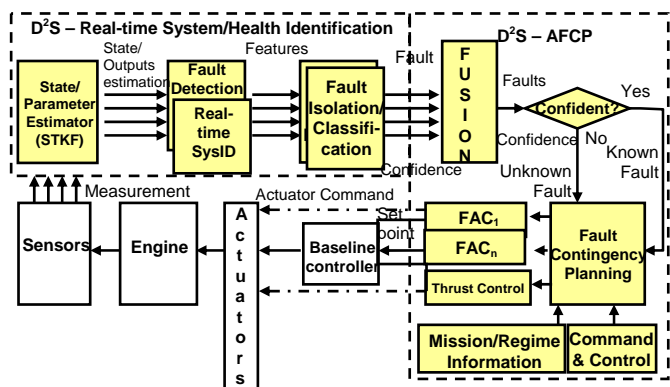 D²S – Real-time System/Health Identification
D²S – AFCP
State/
Outputs
estimation
Features
Fault
State/
Parameter
Estimator
(STKF)
Fault
Detection
Real-
time
SysID
Fault
Isolation/
Classifi-
cation
F
U
S
I
O
N
Faults
Confident?
Yes
No
Confidence
Confidence
Unknown
Fault
Known
Fault
Measurement
Actuator Command
Set
point
Sensors
Engine
A
c
t
u
a
t
o
r
s
Baseline
controller
FAC₁
FACₙ
Thrust Control
Fault
Contingency
Planning
Mission/Regime
Information
Command
& Control